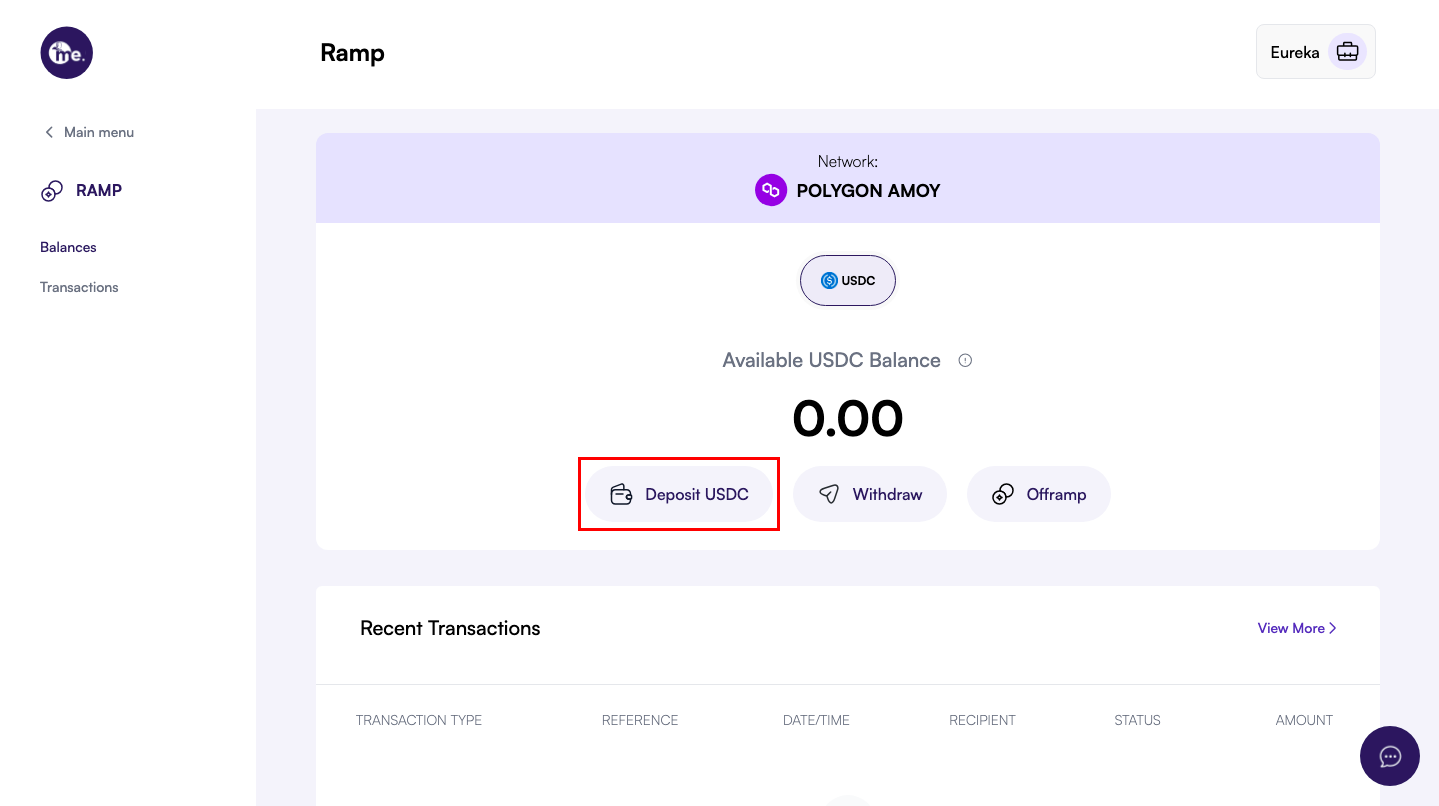 me.
Ramp
Eureka
Main menu
RAMP
Balances
Transactions
Network:
POLYGON AMOY
USDC
Available USDC Balance
0.00
Deposit USDC
Withdraw
Offramp
Recent Transactions
View More
TRANSACTION TYPE REFERENCE DATE/TIME RECIPIENT STATUS AMOUNT